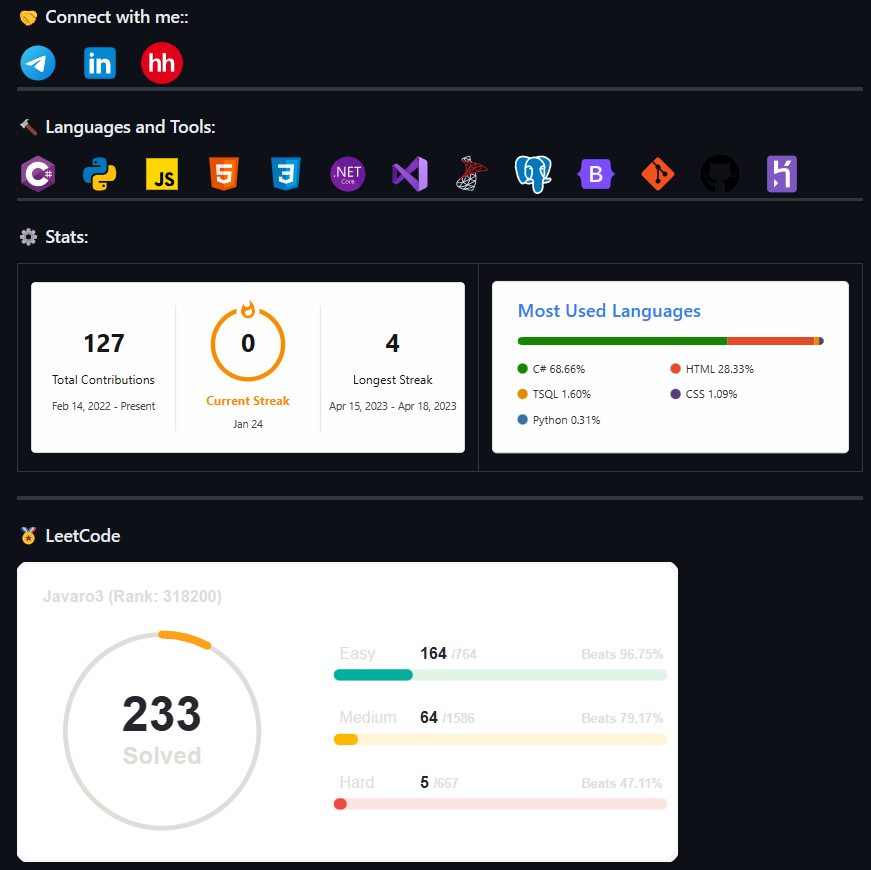 Connect with me::
in
hh
Languages and Tools:
C#
JS
5
3
.NET
Core
B
Stats:
127
Total Contributions
Feb 14, 2022 - Present
0
Current Streak
Jan 24
4
Longest Streak
Apr 15, 2023 - Apr 18, 2023
Most Used Languages
C# 68.66%
HTML 28.33%
TSQL 1.60%
CSS 1.09%
Python 0.31%
LeetCode
Javaro3 (Rank: 318200)
233
Solved
Easy 164 /764 Beats 96.75%
Medium 64 /1586 Beats 79.17%
Hard 5 /667 Beats 47.11%